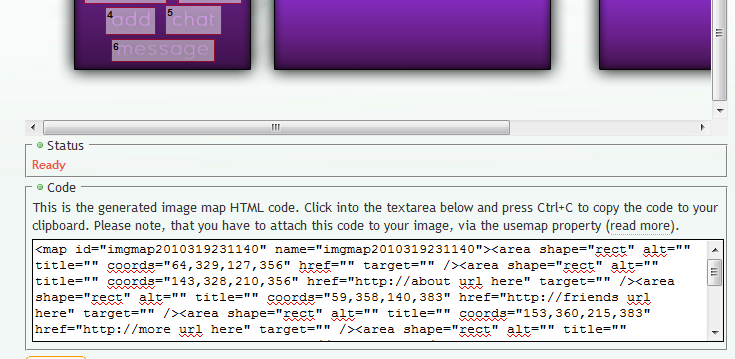 4 add 5 chat
6 message
Status
Ready
Code
This is the generated image map HTML code. Click into the textarea below and press Ctrl+C to copy the code to your
clipboard. Please note, that you have to attach this code to your image, via the usemap property (read more).
<map id="imgmap2010319231140" name="imgmap2010319231140"><area shape="rect" alt=""
title="" coords="64,329,127,356" href="" target="" /><area shape="rect" alt=""
title="" coords="143,328,210,356" href="http://about url here" target="" /><area
shape="rect" alt="" title="" coords="59,358,140,383" href="http://friends url
here" target="" /><area shape="rect" alt="" title="" coords="153,360,215,383"
href="http://more url here" target="" /><area shape="rect" alt="" title=""